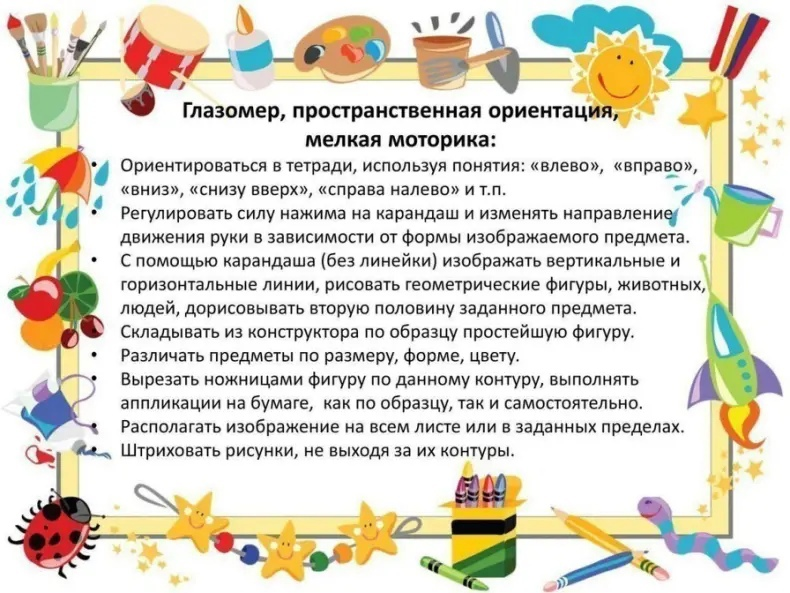 Глазомер, пространственная ориентация,
мелкая моторика:
• Ориентироваться в тетради, используя понятия: «влево», «вправо»,
«вниз», «снизу вверх», «справа налево» и т.п.
• Регулировать силу нажима на карандаш и изменять направление
движения руки в зависимости от формы изображаемого предмета.
• С помощью карандаша (без линейки) изображать вертикальные и
горизонтальные линии, рисовать геометрические фигуры, животных,
людей, дорисовывать вторую половину заданного предмета.
• Складывать из конструктора по образцу простейшую фигуру.
• Различать предметы по размеру, форме, цвету.
• Вырезать ножницами фигуру по данному контуру, выполнять
аппликации на бумаге, как по образцу, так и самостоятельно.
• Располагать изображение на всем листе или в заданных пределах.
• Штриховать рисунки, не выходя за их контуры.